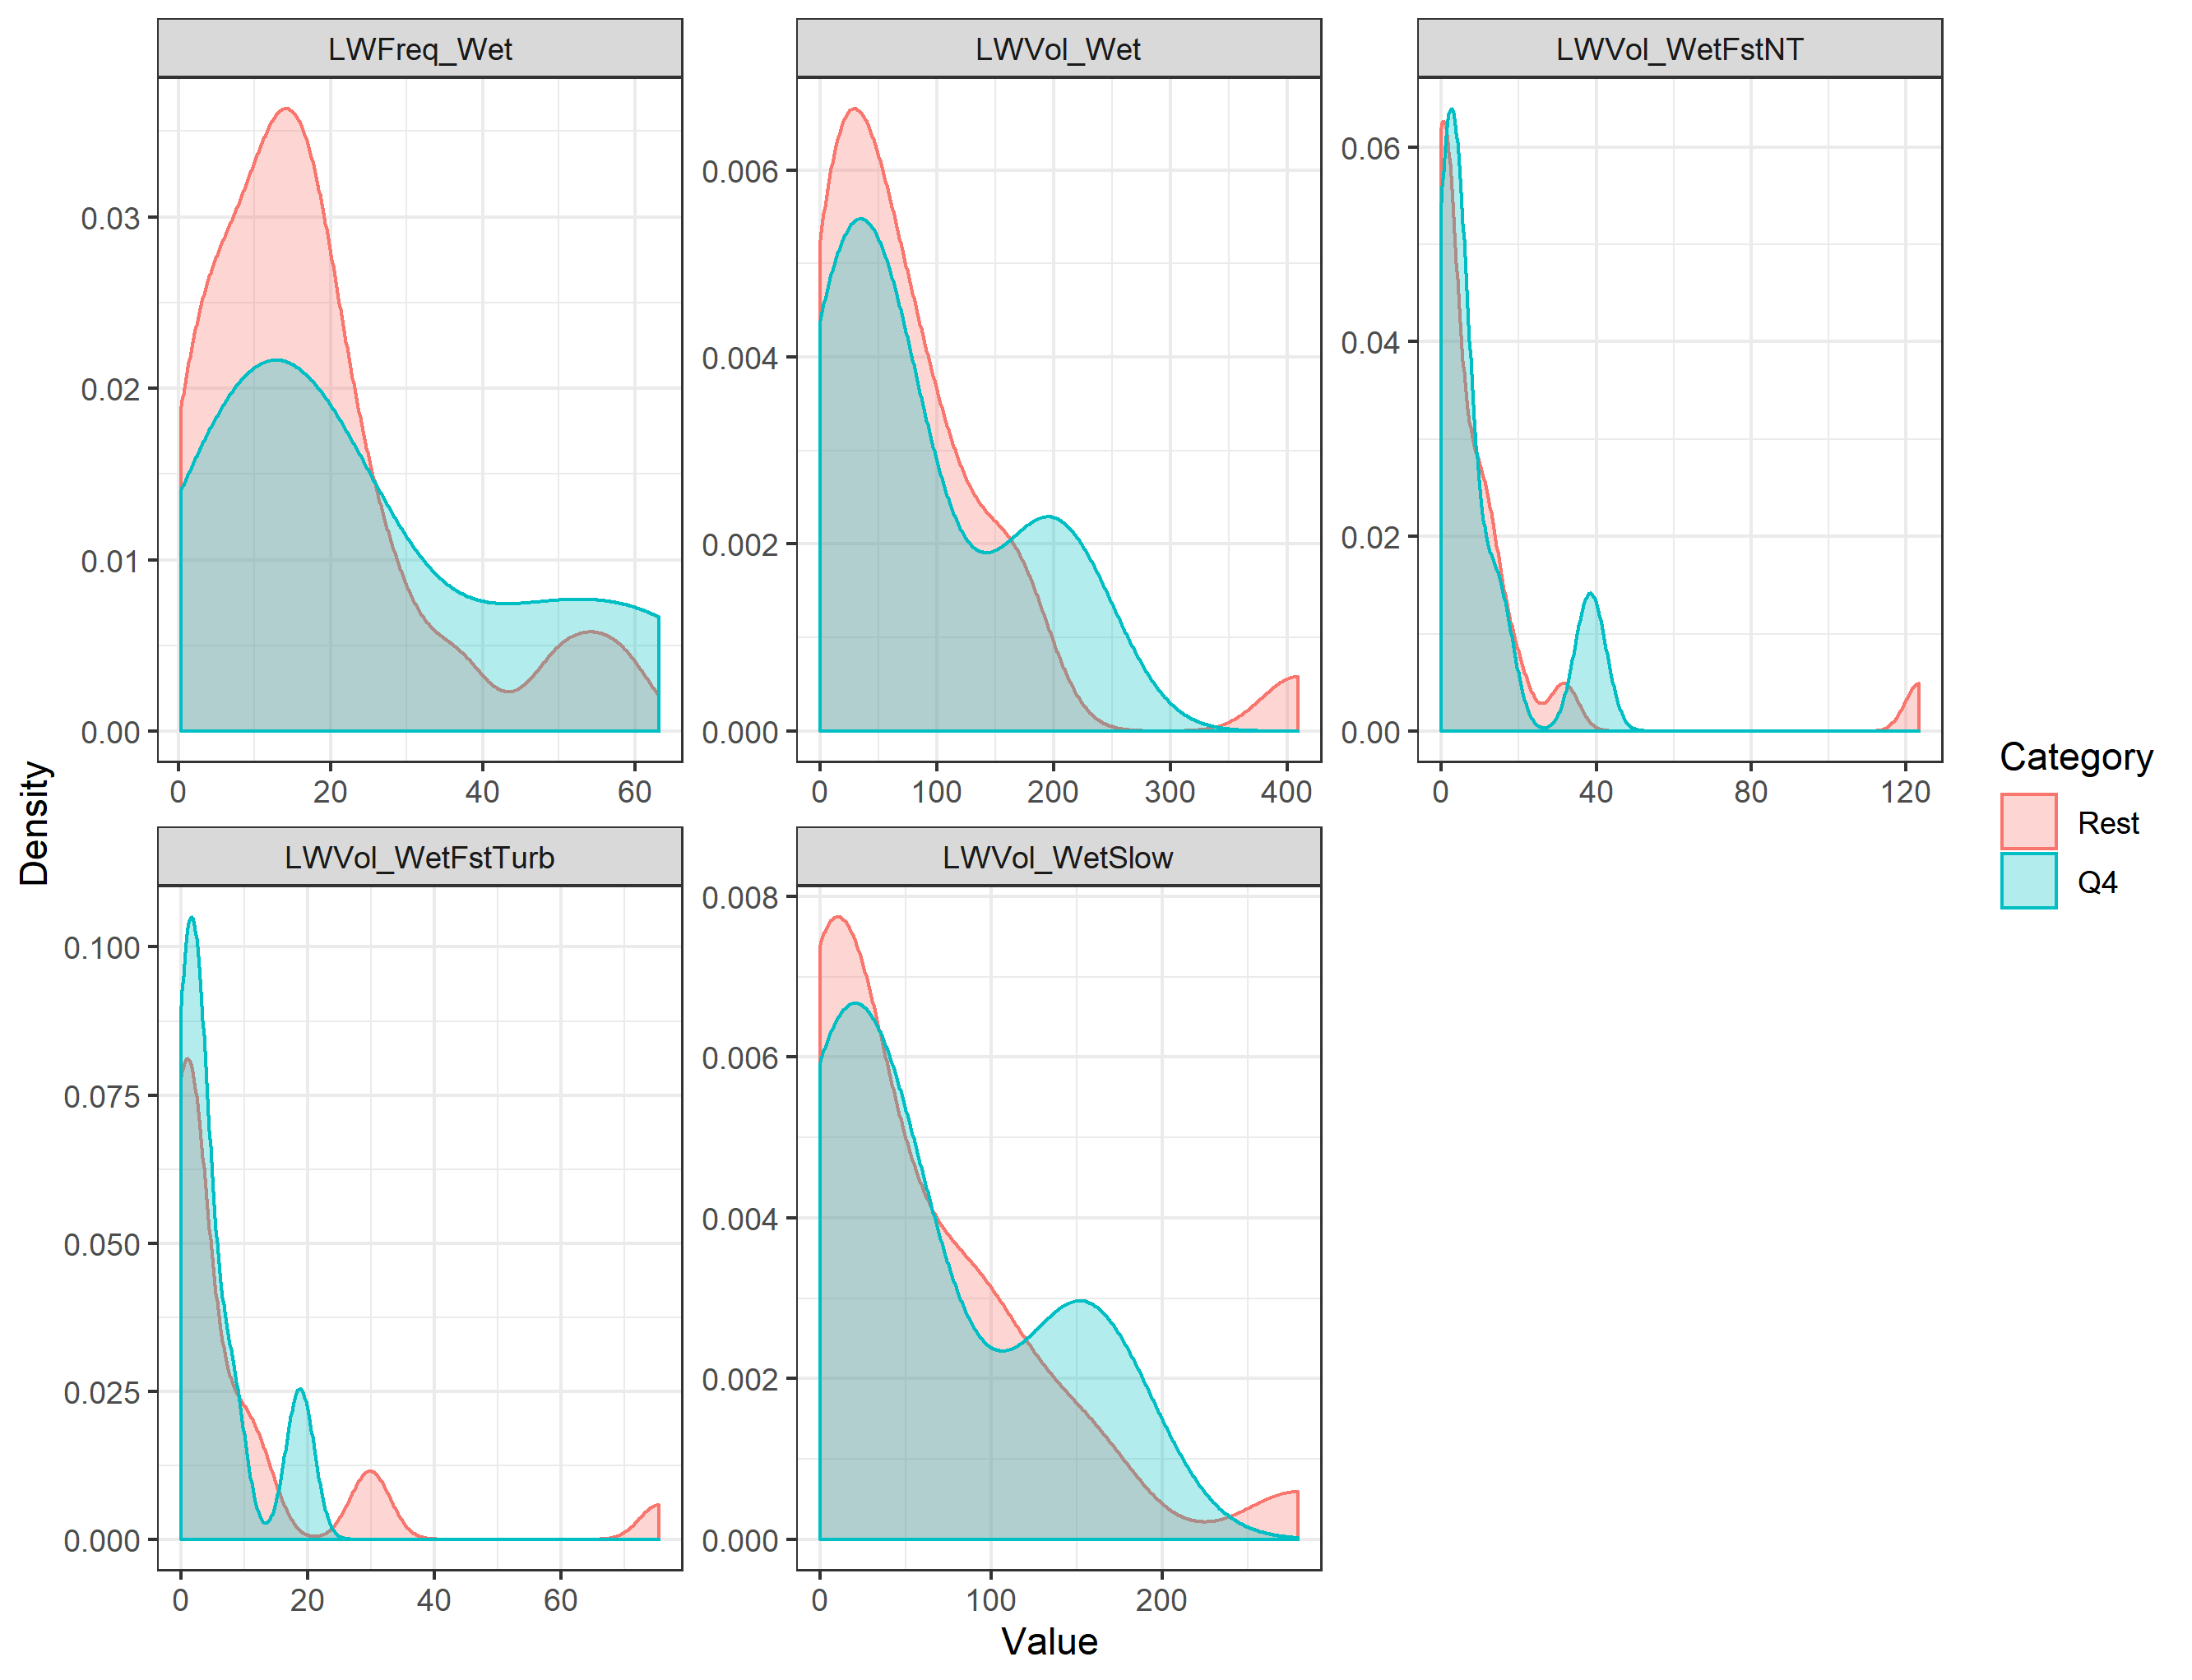 LWFreq_Wet
LWVol_Wet
LWVol_WetFstNT
0.03
0.02
0.01
0.00
0 20 40 60
0.006
0.004
0.002
0.000
0 100 200 300 400
0.06
0.04
0.02
0.00
0 40 80 120
LWVol_WetFstTurb
LWVol_WetSlow
0.100
0.075
0.050
0.025
0.000
0 20 40 60
0.008
0.006
0.004
0.002
0.000
0 100 200
Density
Value
Category
Rest
Q4